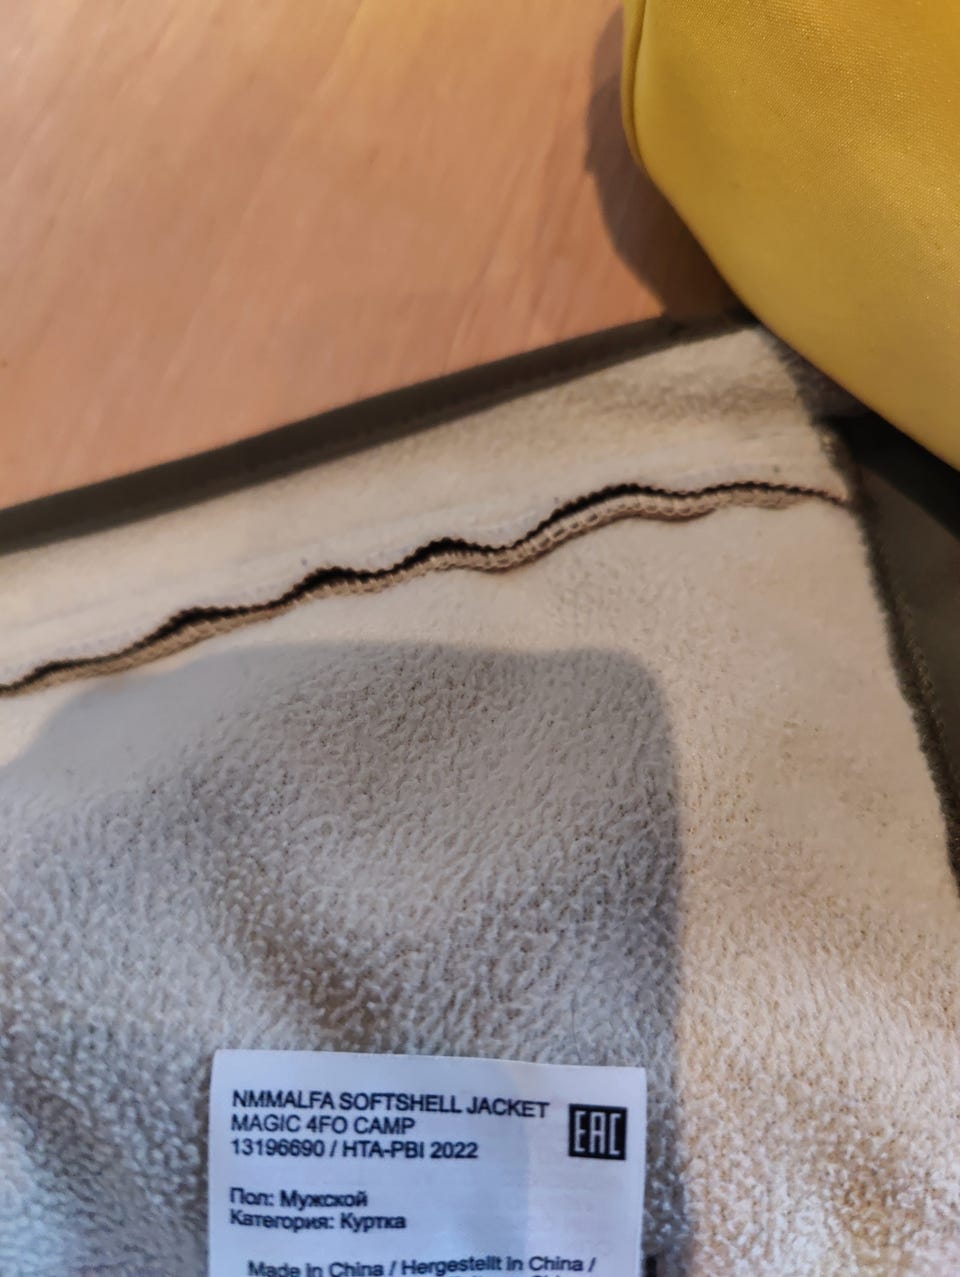 NMMALFA SOFTSHELL JACKET
MAGIC 4FO CAMP
13196690 / HTA-PBI 2022
EAC
Пол: Мужской
Категория: Куртка
Made in China / Hergestellt in China /